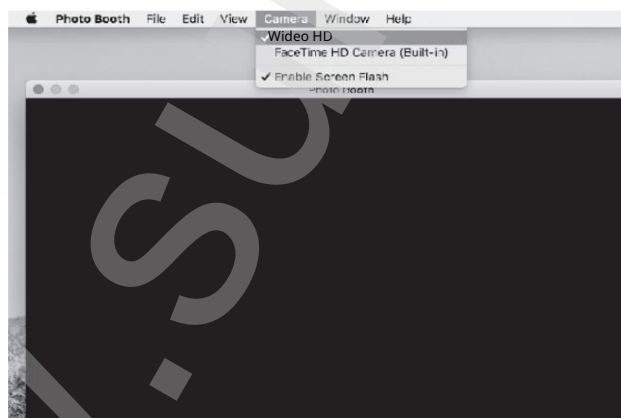 Photo Booth File Edit View Camera Window Help
✓Wideo HD
FaceTime HD Camera (Built-in)
✓ Enable Screen Flash
Photo Booth
.su